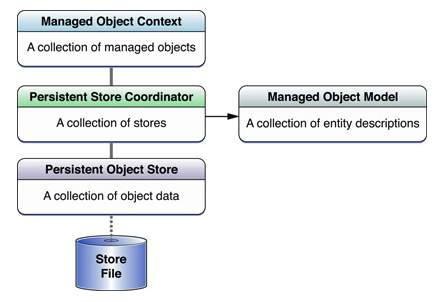 Managed Object Context
A collection of managed objects
Persistent Store Coordinator
A collection of stores
Managed Object Model
A collection of entity descriptions
Persistent Object Store
A collection of object data
Store
File